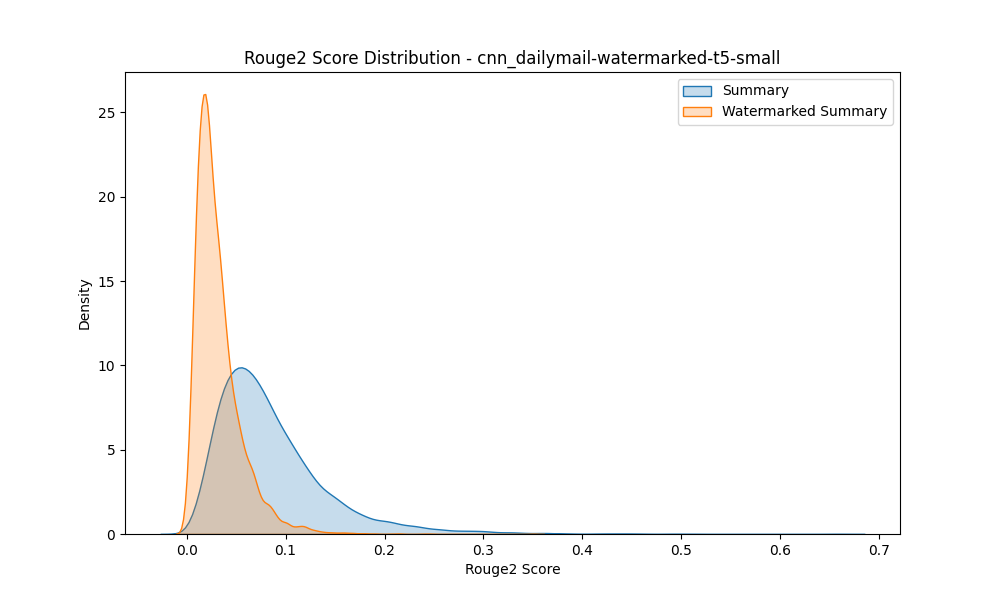 Rouge2 Score Distribution - cnn_dailymail-watermarked-t5-small
Summary
Watermarked Summary
Density
25
20
15
10
5
0
0.0 0.1 0.2 0.3 0.4 0.5 0.6 0.7
Rouge2 Score